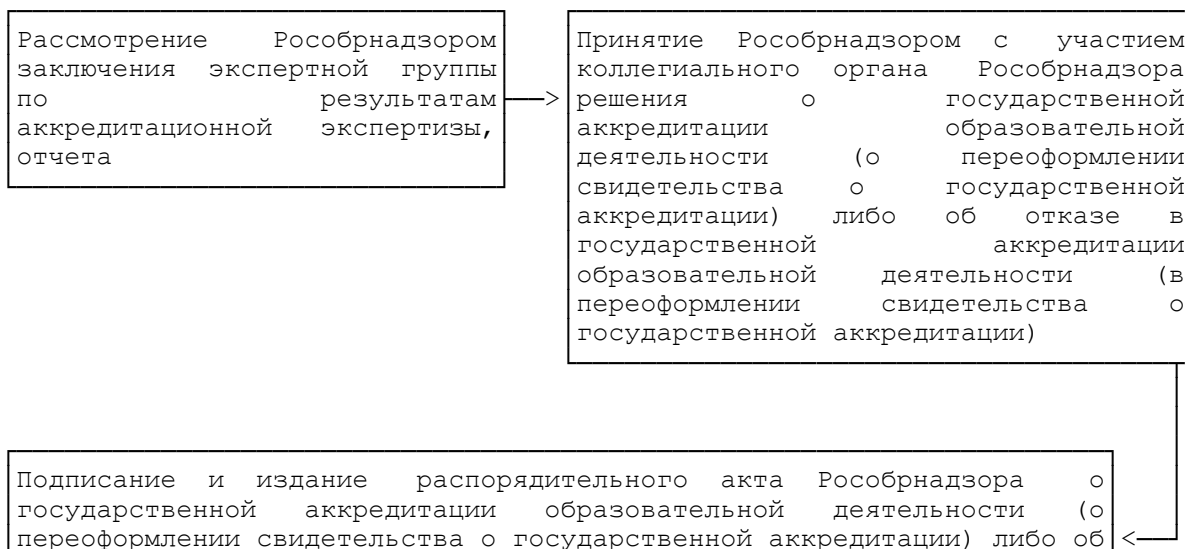 Рассмотрение Рособрнадзором
заключения экспертной группы
по результатам
аккредитационной экспертизы,
отчета
Принятие Рособрнадзором с участием
коллегиального органа Рособрнадзора
решения о государственной
аккредитации образовательной
деятельности (о переоформлении
свидетельства о государственной
аккредитации) либо об отказе в
государственной аккредитации
образовательной деятельности (в
переоформлении свидетельства о
государственной аккредитации)
Подписание и издание распорядительного акта Рособрнадзора о
государственной аккредитации образовательной деятельности (о
переоформлении свидетельства о государственной аккредитации) либо об